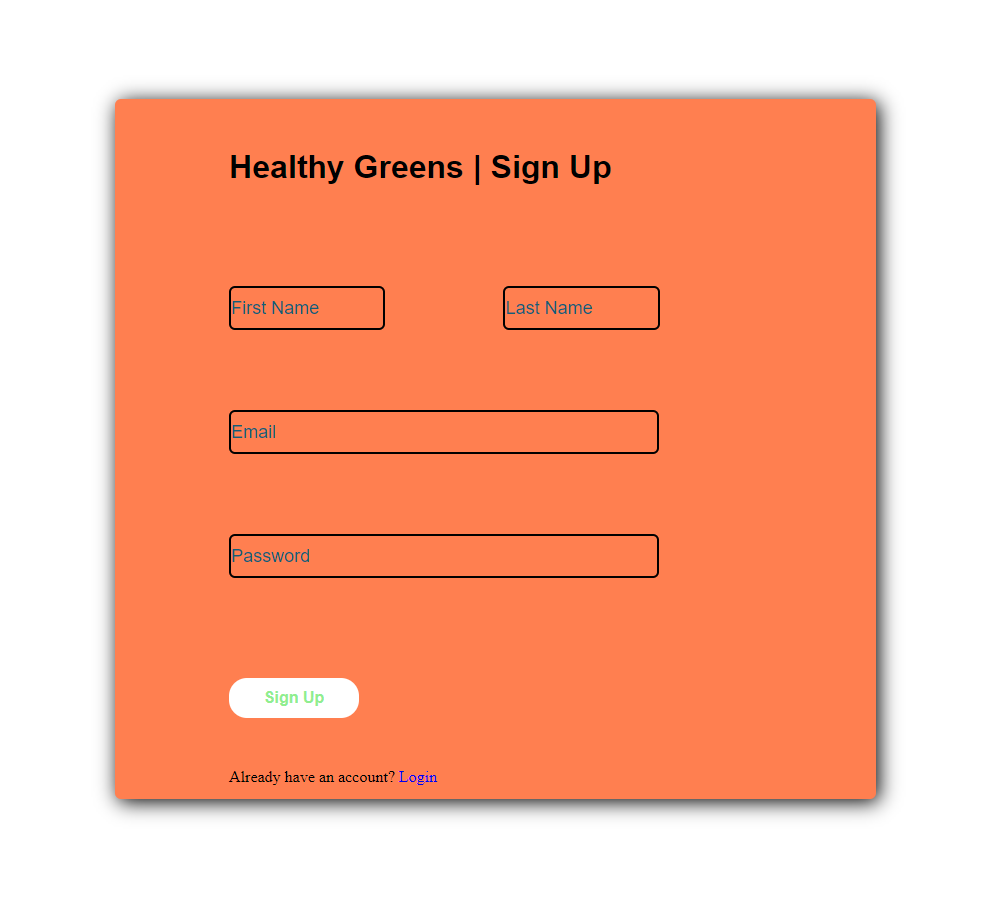 Healthy Greens | Sign Up
First Name Last Name
Email
Password
Sign Up
Already have an account? Login